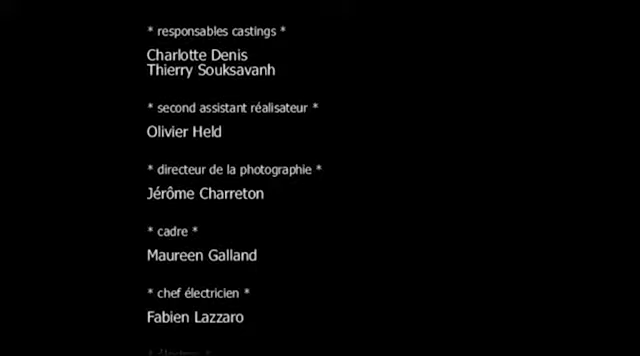 * responsables castings *
Charlotte Denis
Thierry Souksavanh
* second assistant réalisateur *
Olivier Held
* directeur de la photographie *
Jérôme Charreton
* cadre *
Maureen Galland
* chef électricien *
Fabien Lazzaro